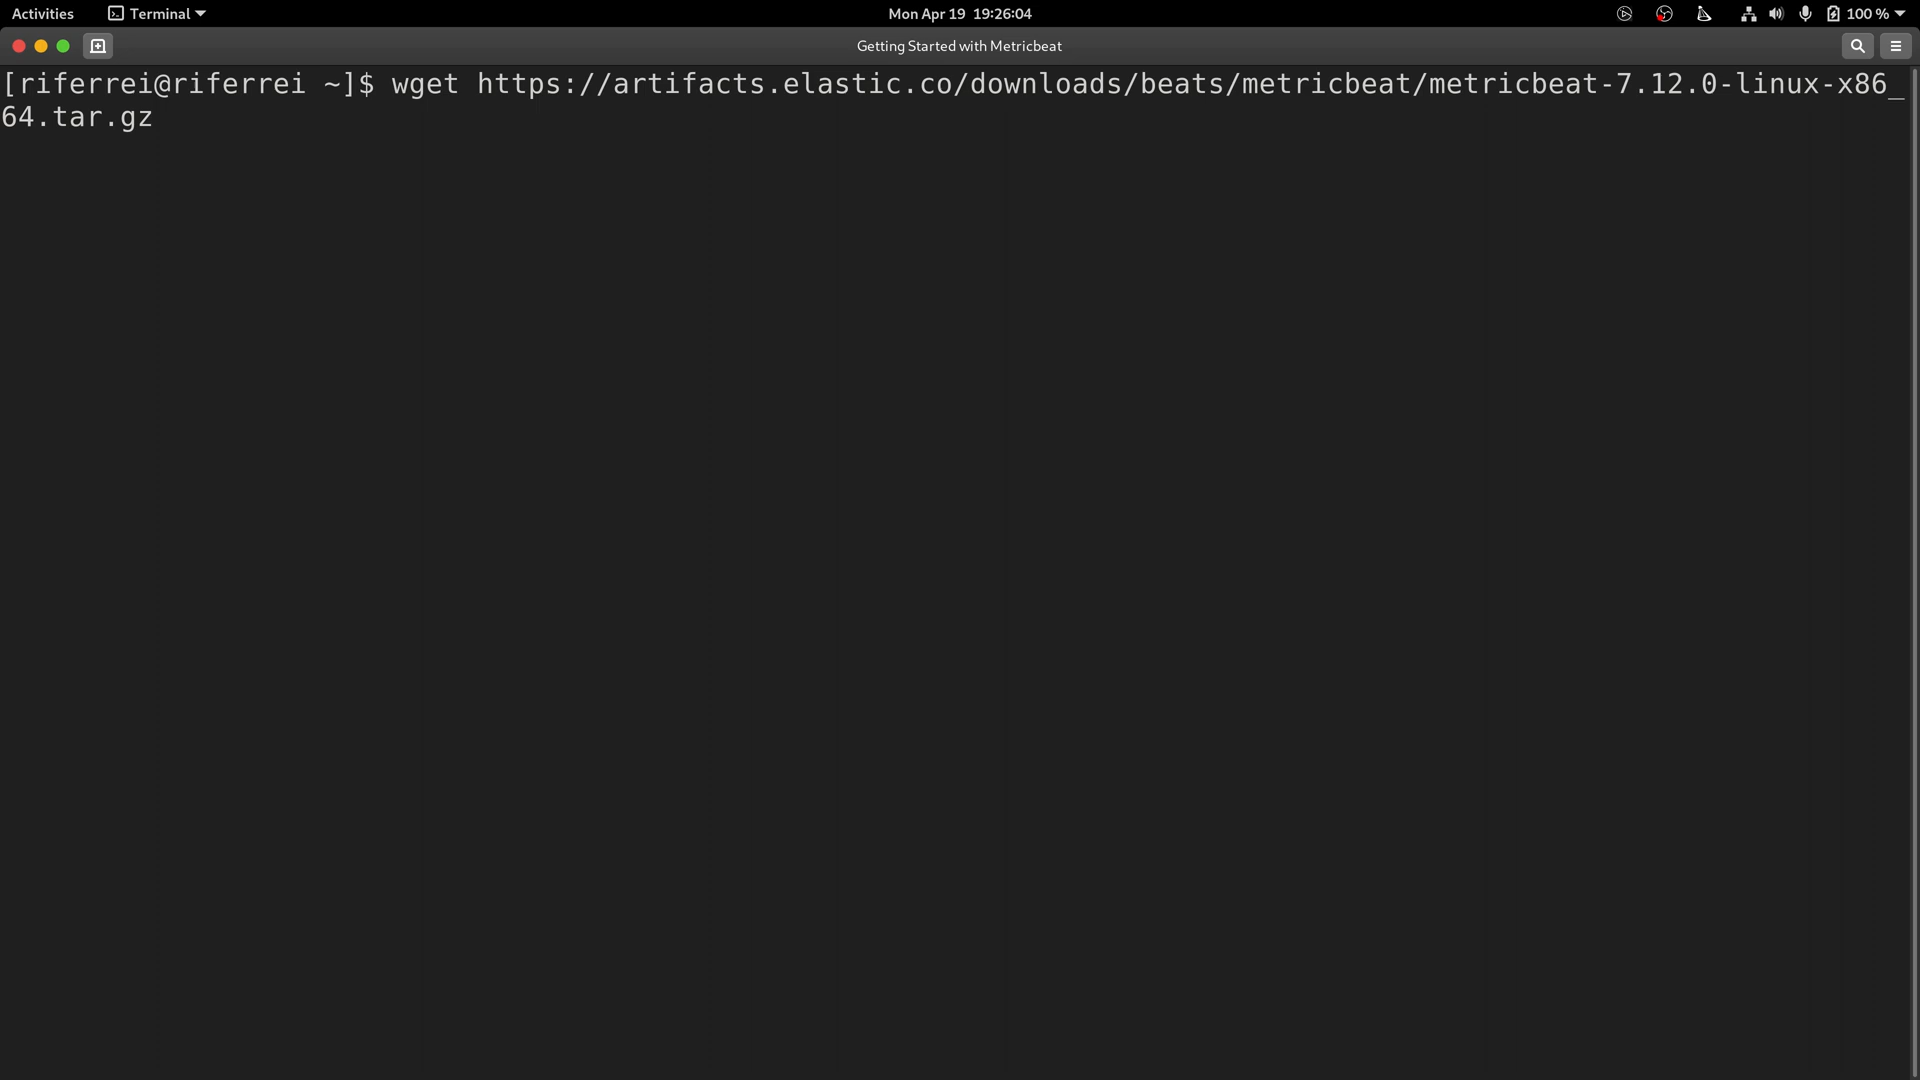 Activities Terminal Mon Apr 19 19:26:04 100 %
Getting Started with Metricbeat
[riferrei@riferrei ~]$ wget https://artifacts.elastic.co/downloads/beats/metricbeat/metricbeat-7.12.0-linux-x86_
64.tar.gz